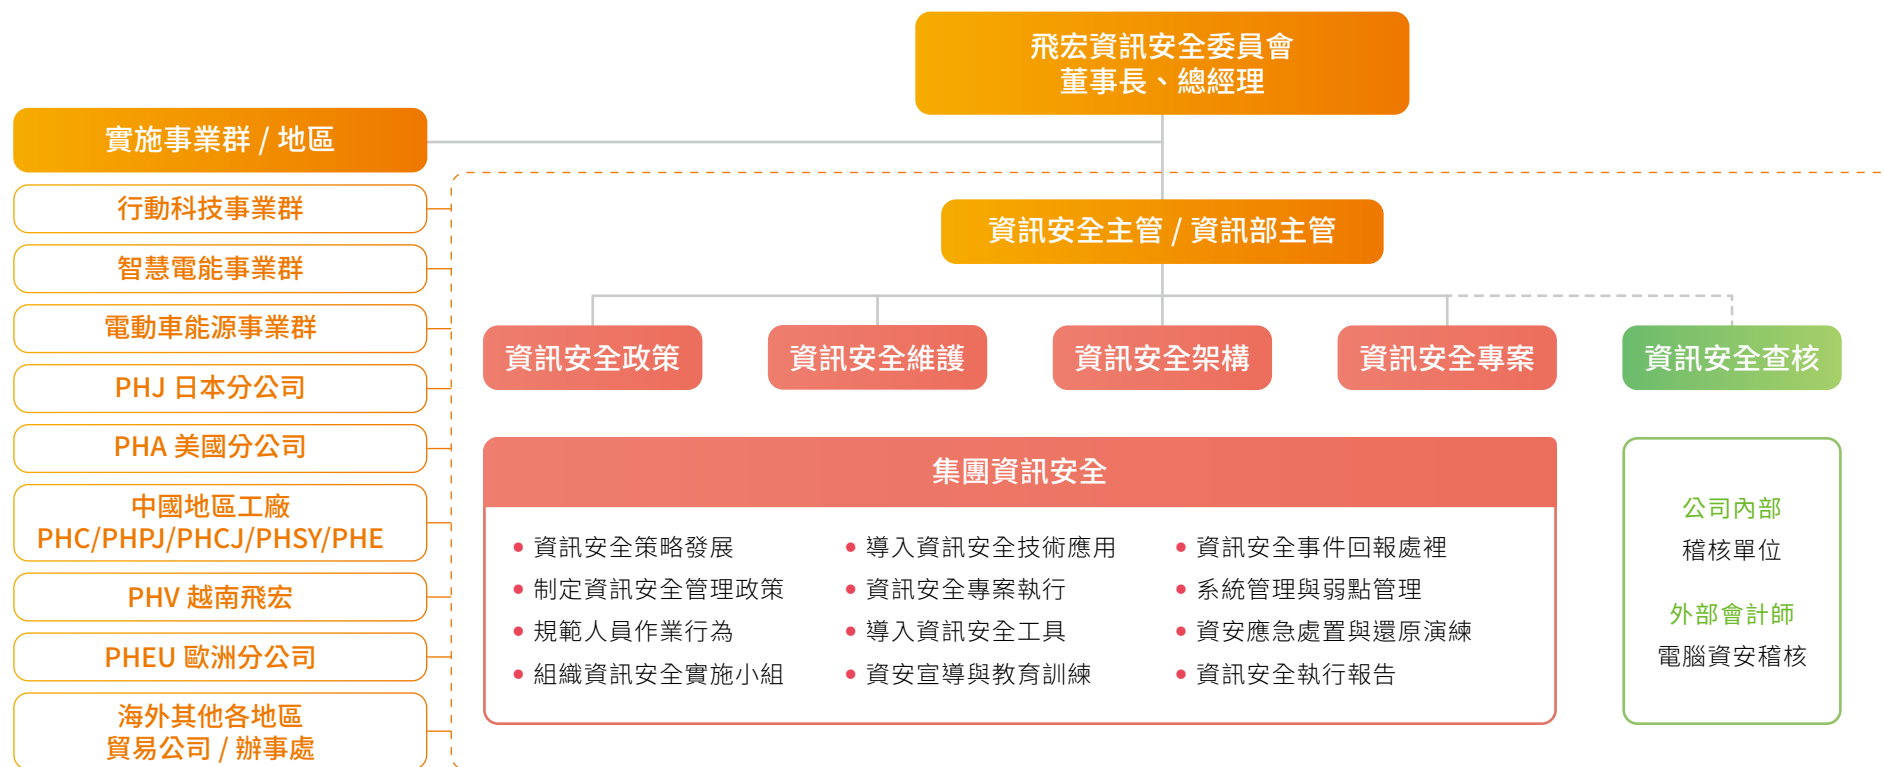 飛宏資訊安全委員會
董事長、總經理
實施事業群 / 地區
行動科技事業群
智慧電能事業群
電動車能源事業群
PHJ 日本分公司
PHA 美國分公司
中國地區工廠
PHC/PHPJ/PHCJ/PHSY/PHE
PHV 越南飛宏
PHEU 歐洲分公司
海外其他各地區
貿易公司 / 辦事處
資訊安全主管 / 資訊部主管
資訊安全政策
資訊安全維護
資訊安全架構
資訊安全專案
資訊安全查核
集團資訊安全
• 資訊安全策略發展
• 制定資訊安全管理政策
• 規範人員作業行為
• 組織資訊安全實施小組
• 導入資訊安全技術應用
• 資訊安全專案執行
• 導入資訊安全工具
• 資安宣導與教育訓練
• 資訊安全事件回報處裡
• 系統管理與弱點管理
• 資安應急處置與還原演練
• 資訊安全執行報告
公司內部
稽核單位
外部會計師
電腦資安稽核